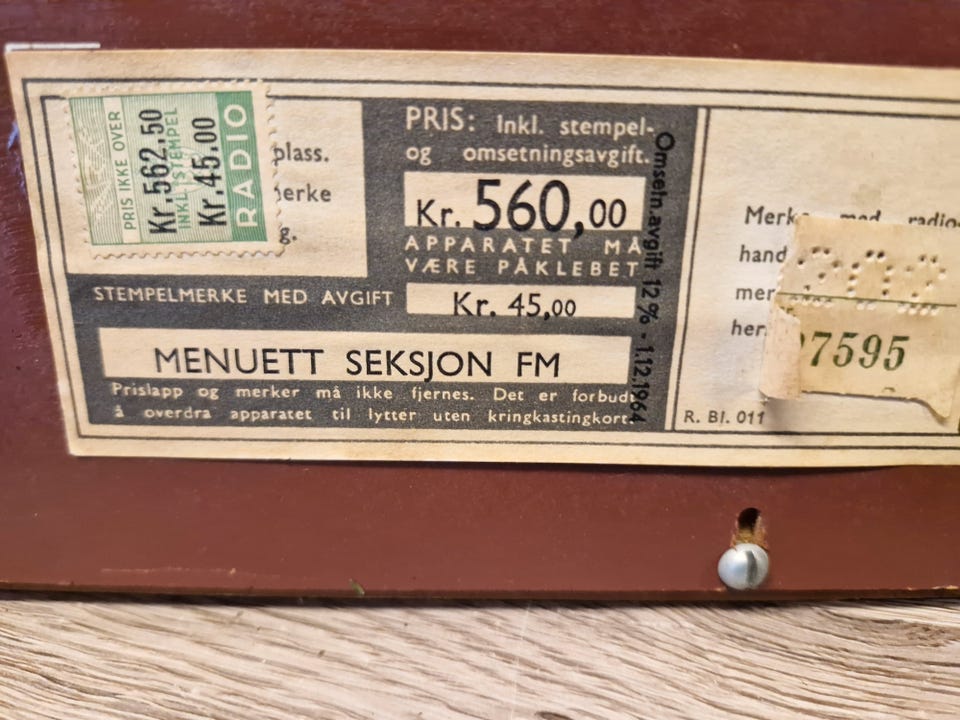 PRIS IKKE OVER
Kr.562.50
INKL STEMPEL
Kr.45.00
RADIO
plass.
merke
PRIS: Inkl. stempel-
og omsetningsavgift.
Kr. 560,00
APPARATET MÅ
VÆRE PÅKLEBET
STEMPELMERKE MED AVGIFT
Kr. 45,00
MENUETT SEKSJON FM
Prislapp og merker må ikke fjernes. Det er forbudt
å overdra apparatet til lytter uten kringkastingkort.
Omsetn.avgift 12% - 1.12.1964
Merke med radio-
hand
mer
her
7595
R. Bl. 011